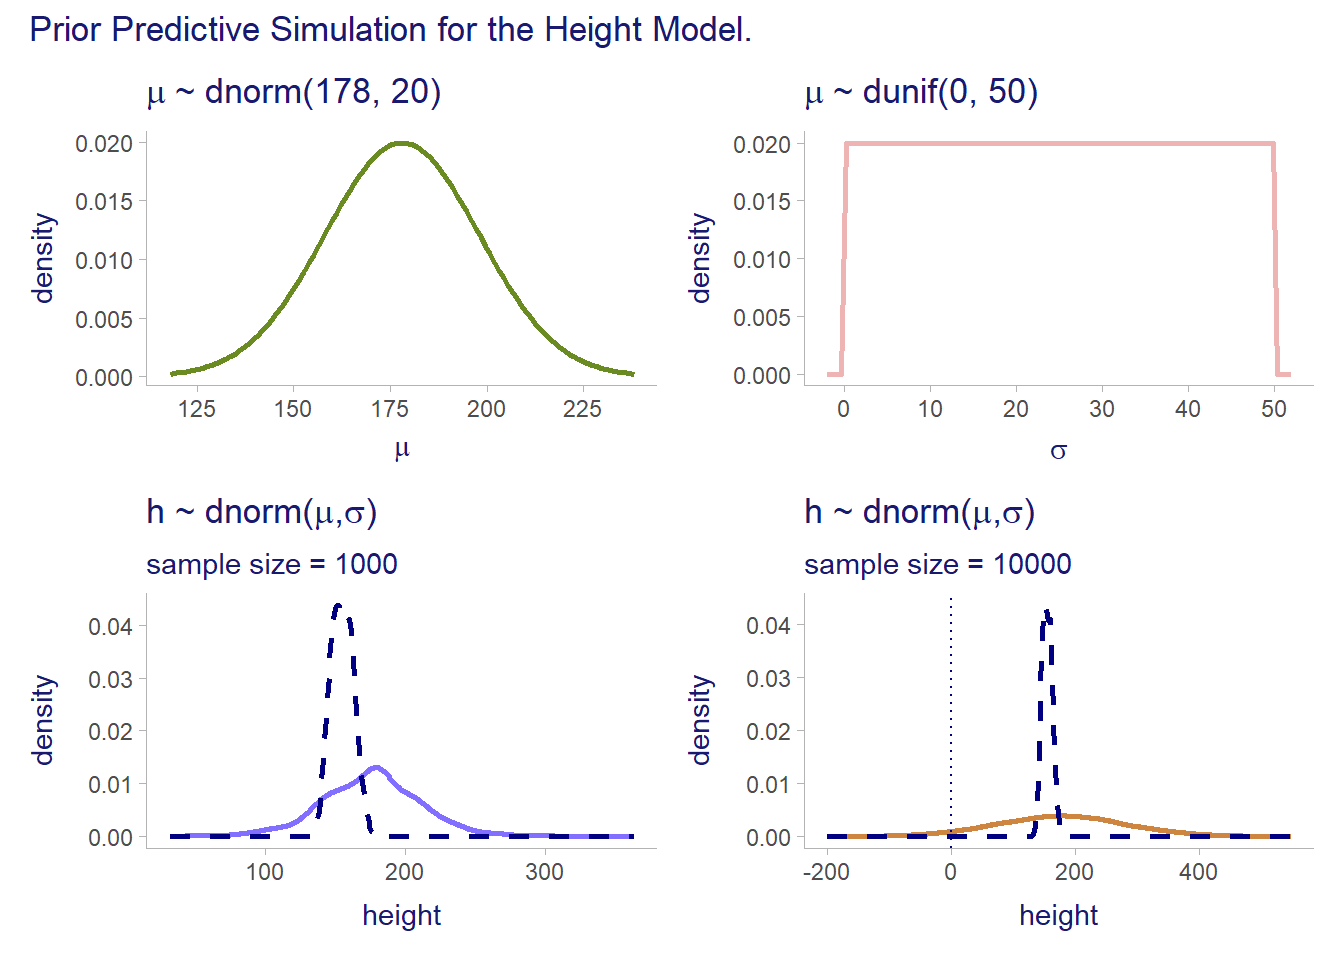 Prior Predictive Simulation for the Height Model.
μ ~ dnorm(178, 20)
0.020
0.015
0.010
0.005
0.000
density
125 150 175 200 225
μ
μ ~ dunif(0, 50)
0.020
0.015
0.010
0.005
0.000
density
0 10 20 30 40 50
σ
h ~ dnorm(μ,σ)
sample size = 1000
0.04
0.03
0.02
0.01
0.00
density
100 200 300
height
h ~ dnorm(μ,σ)
sample size = 10000
0.04
0.03
0.02
0.01
0.00
density
-200 0 200 400
height